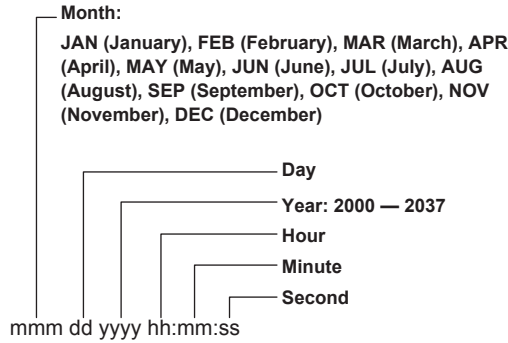 Month:
JAN (January), FEB (February), MAR (March), APR
(April), MAY (May), JUN (June), JUL (July), AUG
(August), SEP (September), OCT (October), NOV
(November), DEC (December)
Day
Year: 2000 — 2037
Hour
Minute
Second
mmm dd yyyy hh:mm:ss